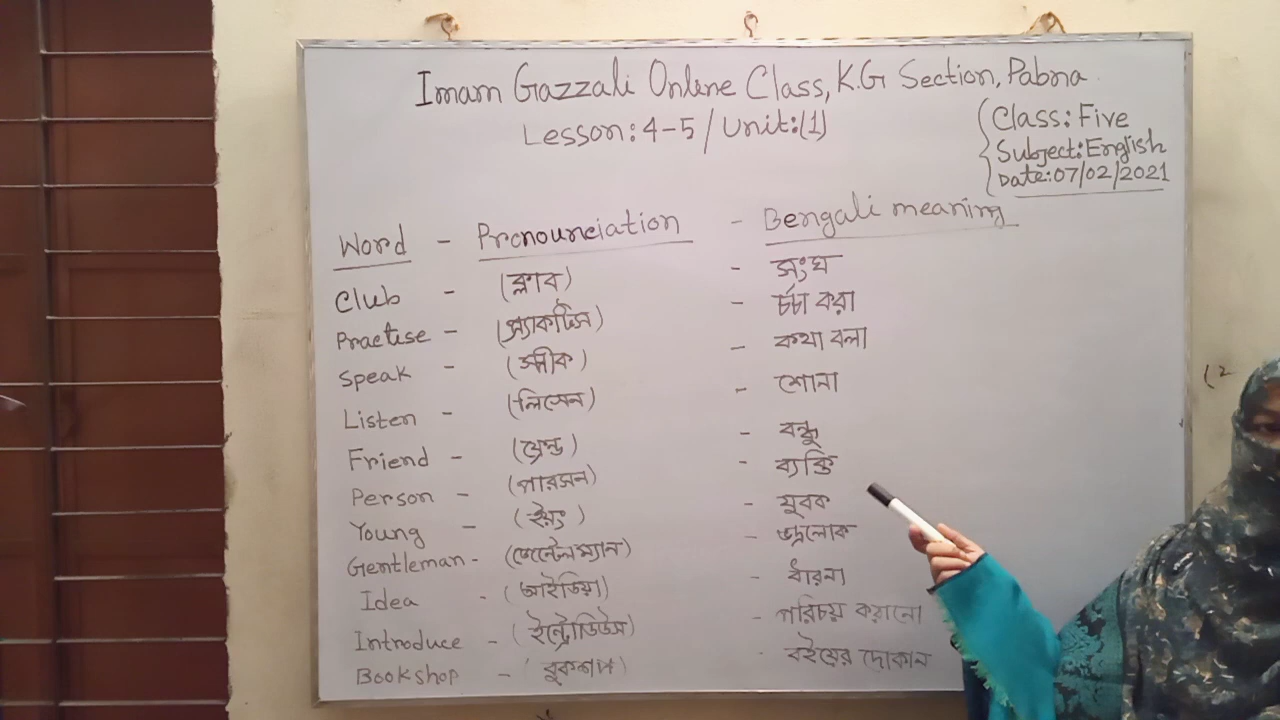 Imam Gazzali Online Class, K.G Section, Pabna
Lesson: 4-5 / Unit:(1)
Class: Five
Subject: English
Date: 07/02/2021
Word - Pronounciation - Bengali meaning
Club - (ক্লাব) - সংঘ
Practise - (প্র্যাকটিস) - চর্চা করা
Speak - (স্পীক) - কথা বলা
Listen - (লিসেন) - শোনা
Friend - (ফ্রেন্ড) - বন্ধু
Person - (পারসন) - ব্যক্তি
Young - (ইয়ং) - যুবক
Gentleman - (জেন্টেলম্যান) - ভদ্রলোক
Idea - (আইডিয়া) - ধারনা
Introduce - (ইন্ট্রোডিউস) - পরিচয় করানো
Bookshop - (বুকশপ) - বইয়ের দোকান